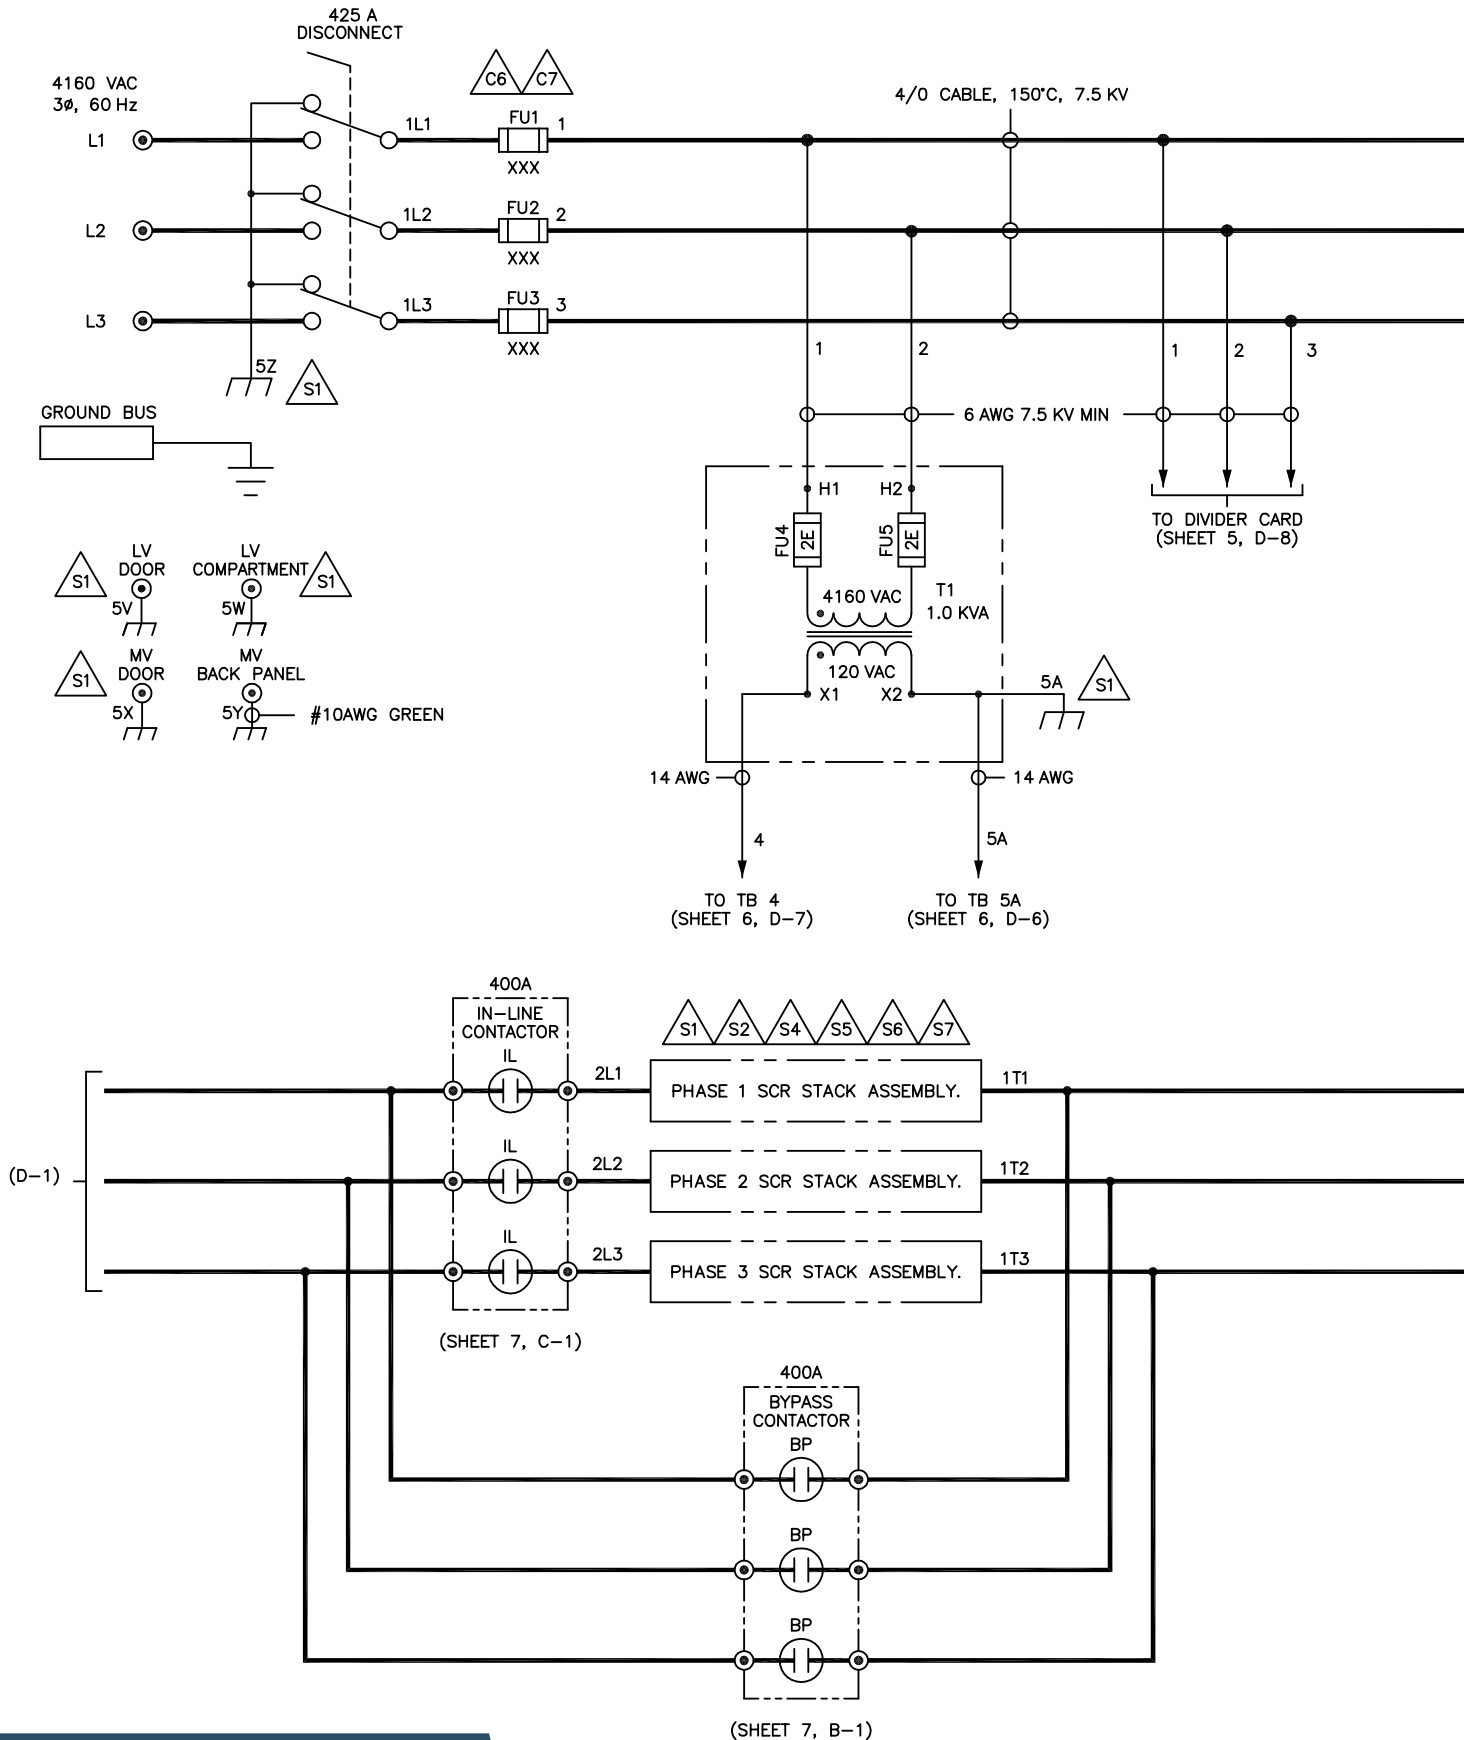 425 A
DISCONNECT
C6 C7
4160 VAC
3ø, 60 Hz
4/0 CABLE, 150°C, 7.5 KV
L1
1L1
FU1
1
XXX
L2
1L2
FU2
2
XXX
L3
1L3
FU3
3
XXX
1
2
1
2
3
5Z
S1
GROUND BUS
6 AWG 7.5 KV MIN
H1
H2
FU4
2E
FU5
2E
TO DIVIDER CARD
(SHEET 5, D-8)
S1
LV
DOOR
5V
LV
COMPARTMENT
S1
5W
4160 VAC
T1
1.0 KVA
S1
MV
DOOR
5X
MV
BACK PANEL
5Y
#10AWG GREEN
120 VAC
X1
X2
5A
S1
14 AWG
14 AWG
4
5A
TO TB 4
(SHEET 6, D-7)
TO TB 5A
(SHEET 6, D-6)
400A
IN-LINE
CONTACTOR
S1 S2 S4 S5 S6 S7
IL
2L1
PHASE 1 SCR STACK ASSEMBLY.
1T1
(D-1)
IL
2L2
PHASE 2 SCR STACK ASSEMBLY.
1T2
IL
2L3
PHASE 3 SCR STACK ASSEMBLY.
1T3
(SHEET 7, C-1)
400A
BYPASS
CONTACTOR
BP
BP
BP
(SHEET 7, B-1)